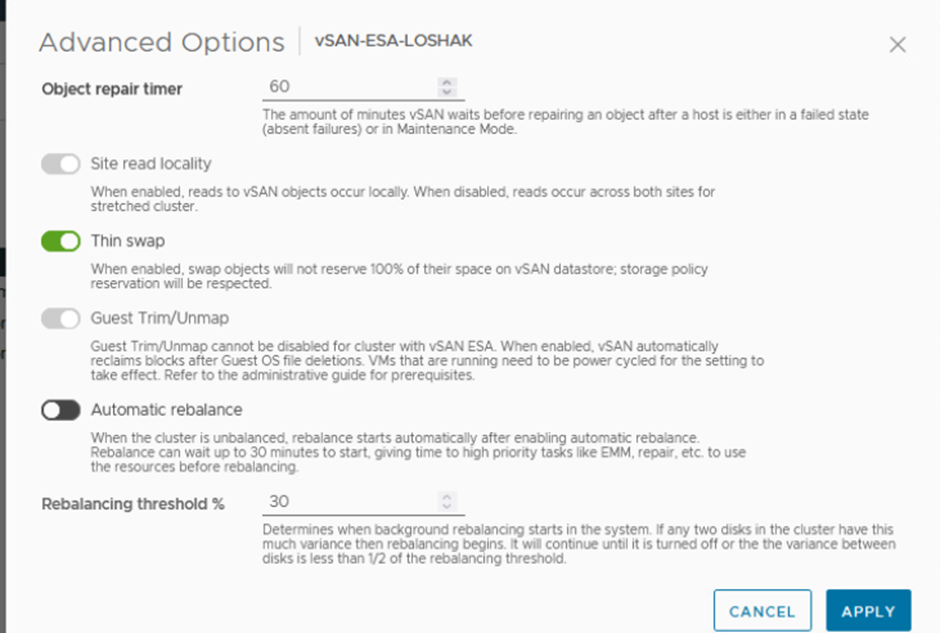 Advanced Options vSAN-ESA-LOSHAK
Object repair timer 60
The amount of minutes vSAN waits before repairing an object after a host is either in a failed state
(absent failures) or in Maintenance Mode.
Site read locality
When enabled, reads to vSAN objects occur locally. When disabled, reads occur across both sites for
stretched cluster.
Thin swap
When enabled, swap objects will not reserve 100% of their space on vSAN datastore; storage policy
reservation will be respected.
Guest Trim/Unmap
Guest Trim/Unmap cannot be disabled for cluster with vSAN ESA. When enabled, vSAN automatically
reclaims blocks after Guest OS file deletions. VMs that are running need to be power cycled for the setting to
take effect. Refer to the administrative guide for prerequisites.
Automatic rebalance
When the cluster is unbalanced, rebalance starts automatically after enabling automatic rebalance.
Rebalance can wait up to 30 minutes to start, giving time to high priority tasks like EMM, repair, etc. to use
the resources before rebalancing.
Rebalancing threshold % 30
Determines when background rebalancing starts in the system. If any two disks in the cluster have this
much variance then rebalancing begins. It will continue until it is turned off or the the variance between
disks is less than 1/2 of the rebalancing threshold.
CANCEL APPLY